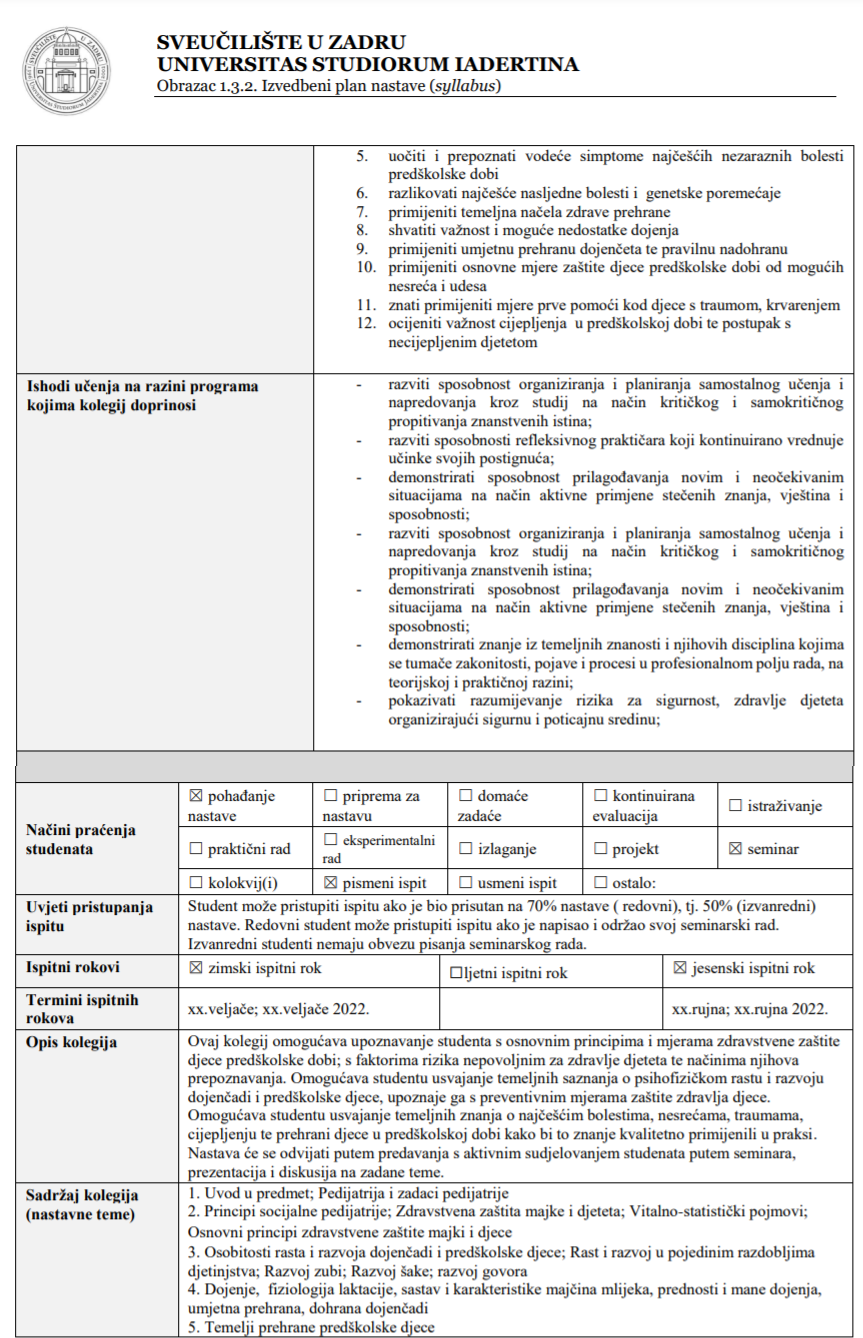 SVEUČILIŠTE U ZADRU
UNIVERSITAS STUDIORUM IADERTINA
Obrazac 1.3.2. Izvedbeni plan nastave (syllabus)
5. uočiti i prepoznati vodeće simptome najčešćih nezaraznih bolesti
predškolske dobi
6. razlikovati najčešće nasljedne bolesti i genetske poremećaje
7. primijeniti temeljna načela zdrave prehrane
8. shvatiti važnost i moguće nedostatke dojenja
9. primijeniti umjetnu prehranu dojenčeta te pravilnu nadohranu
10. primijeniti osnovne mjere zaštite djece predškolske dobi od mogućih
nesreća i udesa
11. znati primijeniti mjere prve pomoći kod djece s traumom, krvarenjem
12. ocijeniti važnost cijepljenja u predškolskoj dobi te postupak s
necijepljenim djetetom
Ishodi učenja na razini programa
kojima kolegij doprinosi
- razviti sposobnost organiziranja i planiranja samostalnog učenja i
napredovanja kroz studij na način kritičkog i samokritičnog
propitivanja znanstvenih istina;
- razviti sposobnosti refleksivnog praktičara koji kontinuirano vrednuje
učinke svojih postignuća;
- demonstrirati sposobnost prilagođavanja novim i neočekivanim
situacijama na način aktivne primjene stečenih znanja, vještina i
sposobnosti;
- razviti sposobnost organiziranja i planiranja samostalnog učenja i
napredovanja kroz studij na način kritičkog i samokritičnog
propitivanja znanstvenih istina;
- demonstrirati sposobnost prilagođavanja novim i neočekivanim
situacijama na način aktivne primjene stečenih znanja, vještina i
sposobnosti;
- demonstrirati znanje iz temeljnih znanosti i njihovih disciplina kojima
se tumače zakonitosti, pojave i procesi u profesionalnom polju rada, na
teorijskoj i praktičnoj razini;
- pokazivati razumijevanje rizika za sigurnost, zdravlje djeteta
organizirajući sigurnu i poticajnu sredinu;
Načini praćenja
studenata
☒ pohađanje
nastave
☐ priprema za
nastavu
☐ domaće
zadaće
☐ kontinuirana
evaluacija
☐ istraživanje
☐ praktični rad
☐ eksperimentalni
rad
☐ izlaganje
☐ projekt
☒ seminar
☐ kolokvij(i)
☒ pismeni ispit
☐ usmeni ispit
☐ ostalo:
Uvjeti pristupanja
ispitu
Student može pristupiti ispitu ako je bio prisutan na 70% nastave ( redovni), tj. 50% (izvanredni)
nastave. Redovni student može pristupiti ispitu ako je napisao i održao svoj seminarski rad.
Izvanredni studenti nemaju obvezu pisanja seminarskog rada.
Ispitni rokovi
☒ zimski ispitni rok
☐ljetni ispitni rok
☒ jesenski ispitni rok
Termini ispitnih
rokova
xx.veljače; xx.veljače 2022.
xx.rujna; xx.rujna 2022.
Opis kolegija
Ovaj kolegij omogućava upoznavanje studenta s osnovnim principima i mjerama zdravstvene zaštite
djece predškolske dobi; s faktorima rizika nepovoljnim za zdravlje djeteta te načinima njihova
prepoznavanja. Omogućava studentu usvajanje temeljnih saznanja o psihofizičkom rastu i razvoju
dojenčadi i predškolske djece, upoznaje ga s preventivnim mjerama zaštite zdravlja djece.
Omogućava studentu usvajanje temeljnih znanja o najčešćim bolestima, nesrećama, traumama,
cijepljenju te prehrani djece u predškolskoj dobi kako bi to znanje kvalitetno primijenili u praksi.
Nastava će se odvijati putem predavanja s aktivnim sudjelovanjem studenata putem seminara,
prezentacija i diskusija na zadane teme.
Sadržaj kolegija
(nastavne teme)
1. Uvod u predmet; Pedijatrija i zadaci pedijatrije
2. Principi socijalne pedijatrije; Zdravstvena zaštita majke i djeteta; Vitalno-statistički pojmovi;
Osnovni principi zdravstvene zaštite majki i djece
3. Osobitosti rasta i razvoja dojenčadi i predškolske djece; Rast i razvoj u pojedinim razdobljima
djetinjstva; Razvoj zubi; Razvoj šake; razvoj govora
4. Dojenje, fiziologija laktacije, sastav i karakteristike majčina mlijeka, prednosti i mane dojenja,
umjetna prehrana, dohrana dojenčadi
5. Temelji prehrane predškolske djece